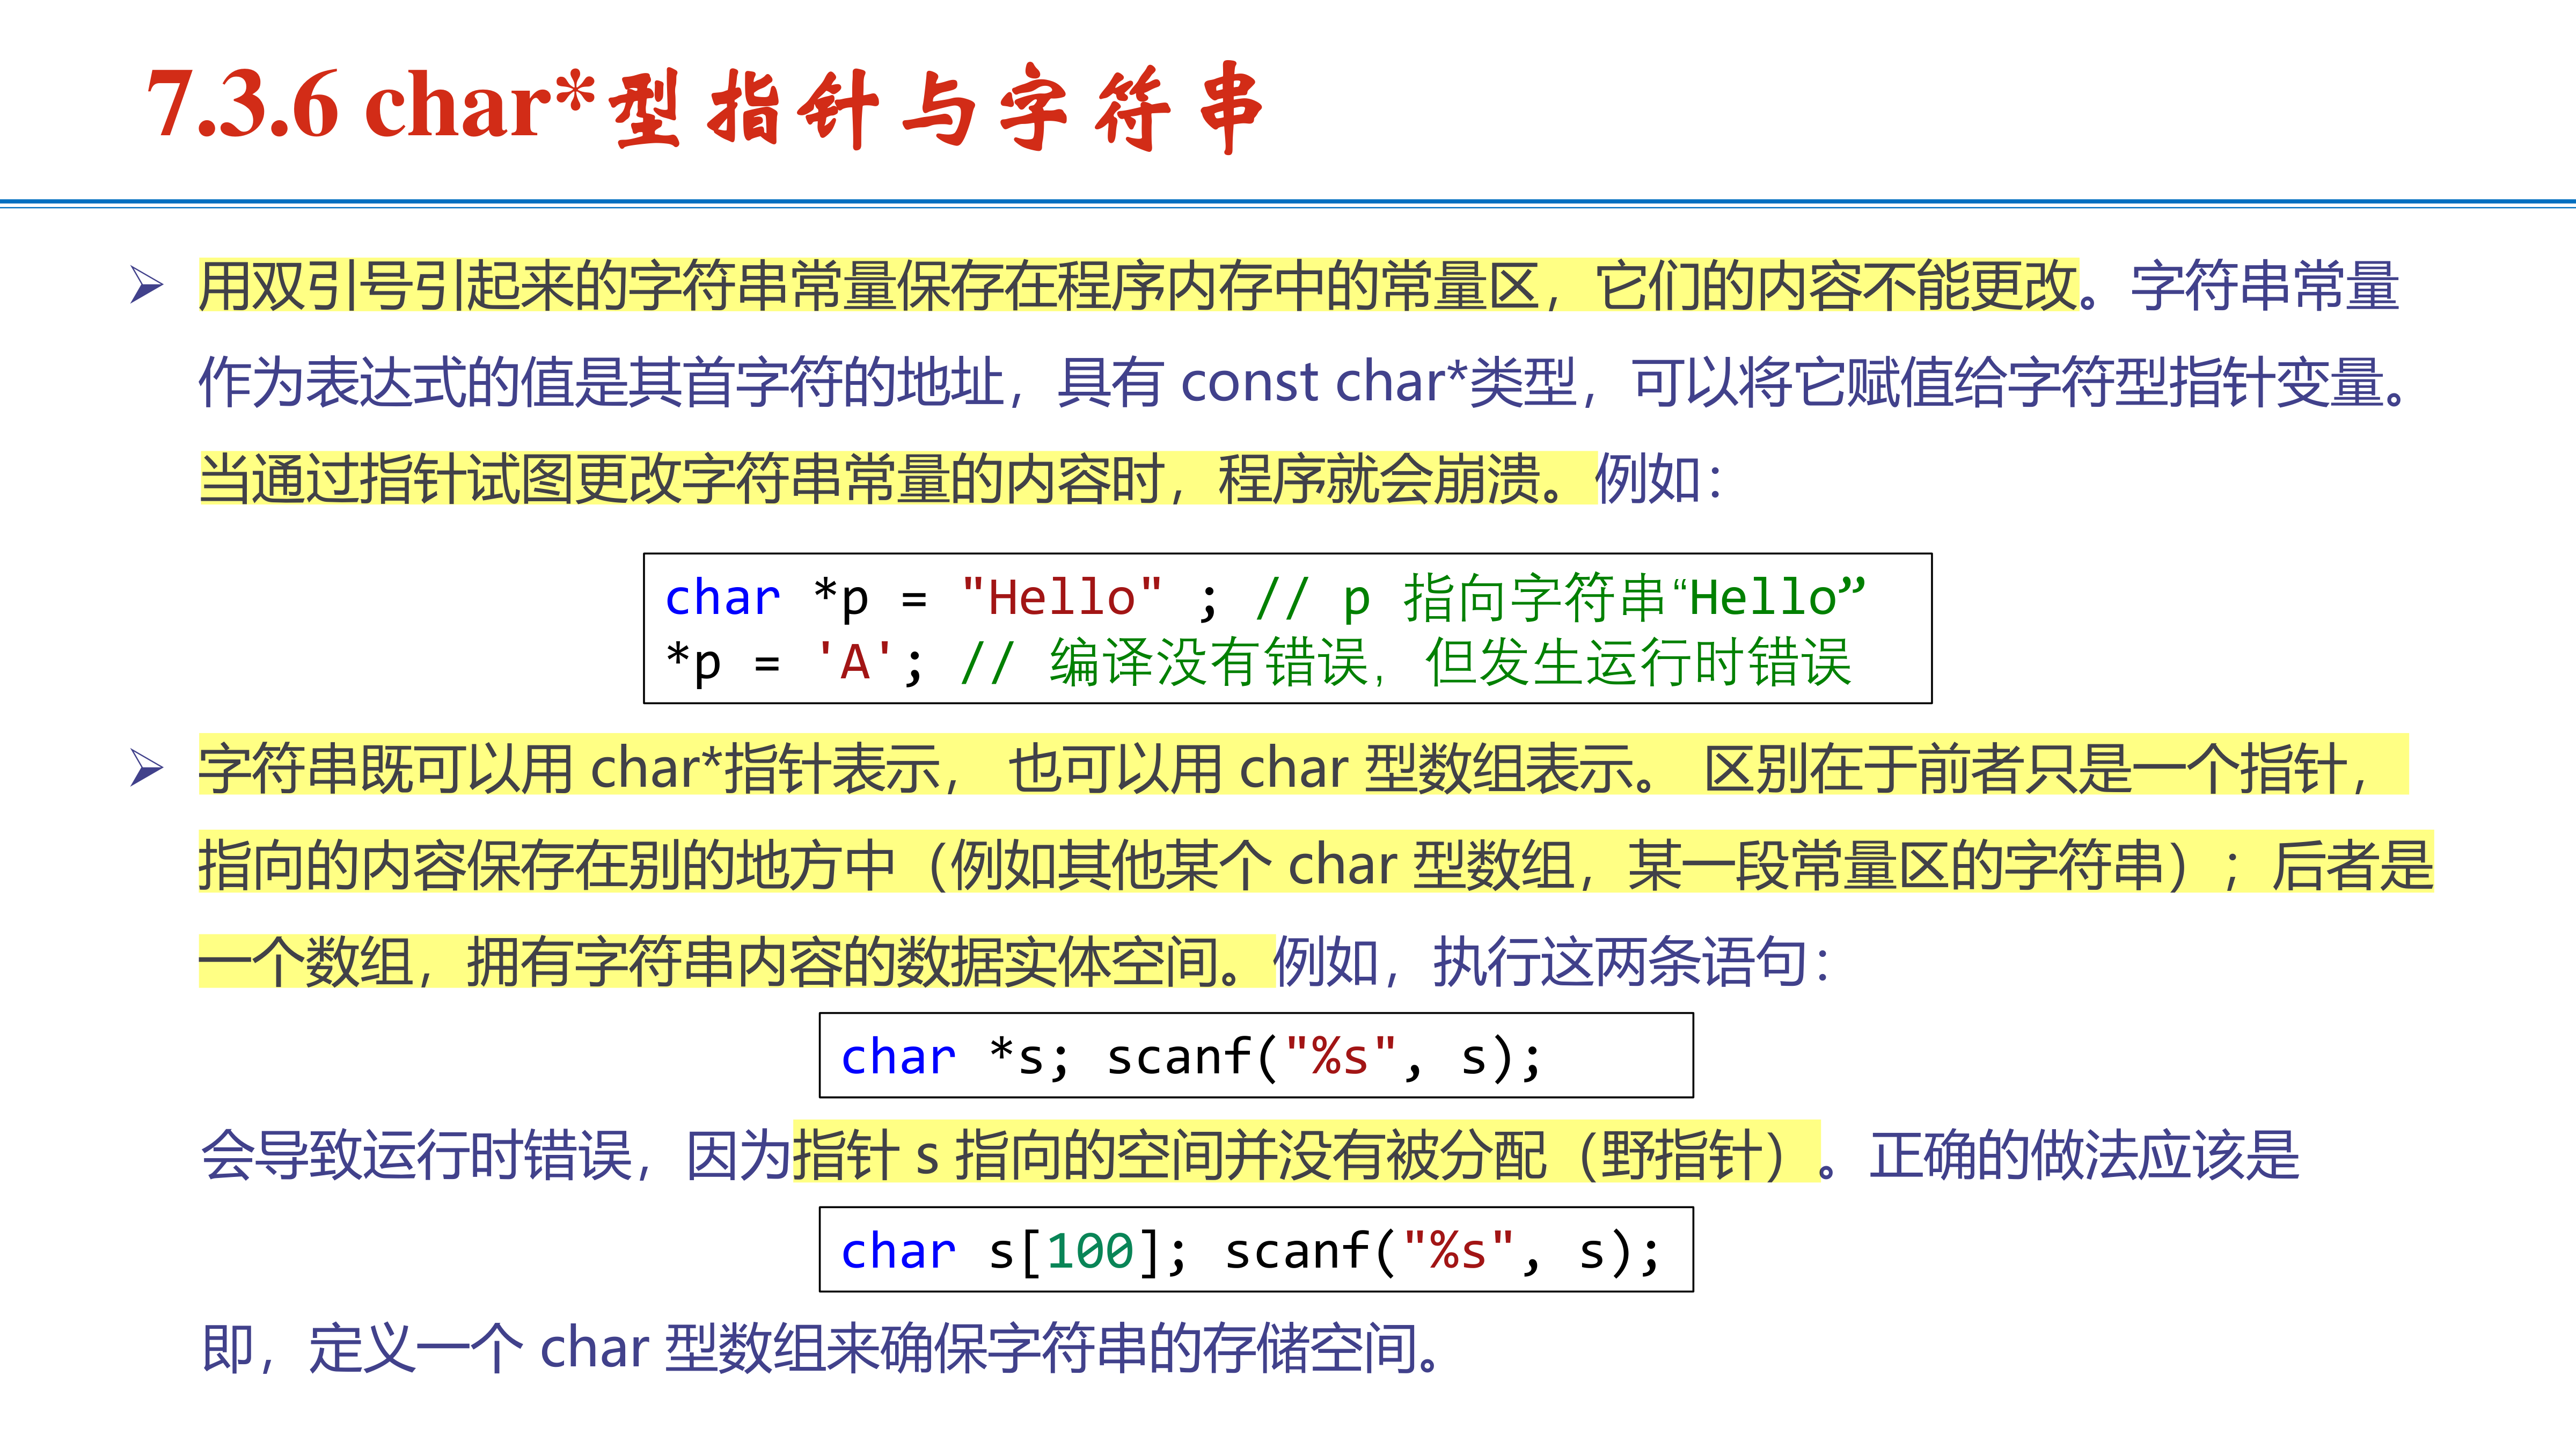 7.3.6 char*型指针与字符串
用双引号引起来的字符串常量保存在程序内存中的常量区，它们的内容不能更改。字符串常量
作为表达式的值是其首字符的地址，具有 const char*类型，可以将它赋值给字符型指针变量。
当通过指针试图更改字符串常量的内容时，程序就会崩溃。例如：
char *p = "Hello" ; // p 指向字符串“Hello”
*p = 'A'; // 编译没有错误，但发生运行时错误
字符串既可以用 char*指针表示， 也可以用 char 型数组表示。 区别在于前者只是一个指针，
指向的内容保存在别的地方中（例如其他某个 char 型数组，某一段常量区的字符串）；后者是
一个数组，拥有字符串内容的数据实体空间。例如，执行这两条语句：
char *s; scanf("%s", s);
会导致运行时错误，因为指针 s 指向的空间并没有被分配（野指针）。正确的做法应该是
char s[100]; scanf("%s", s);
即，定义一个 char 型数组来确保字符串的存储空间。